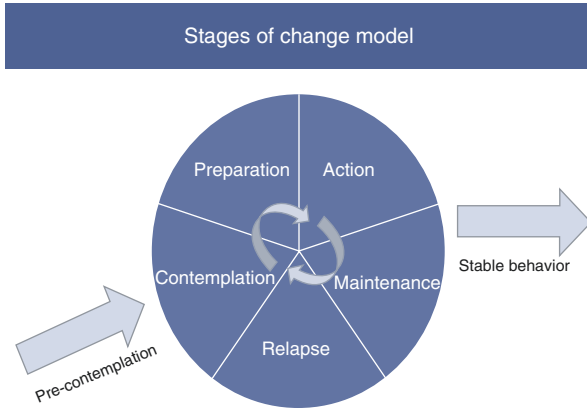 Stages of change model
Preparation
Action
Contemplation
Maintenance
Relapse
Pre-contemplation
Stable behavior